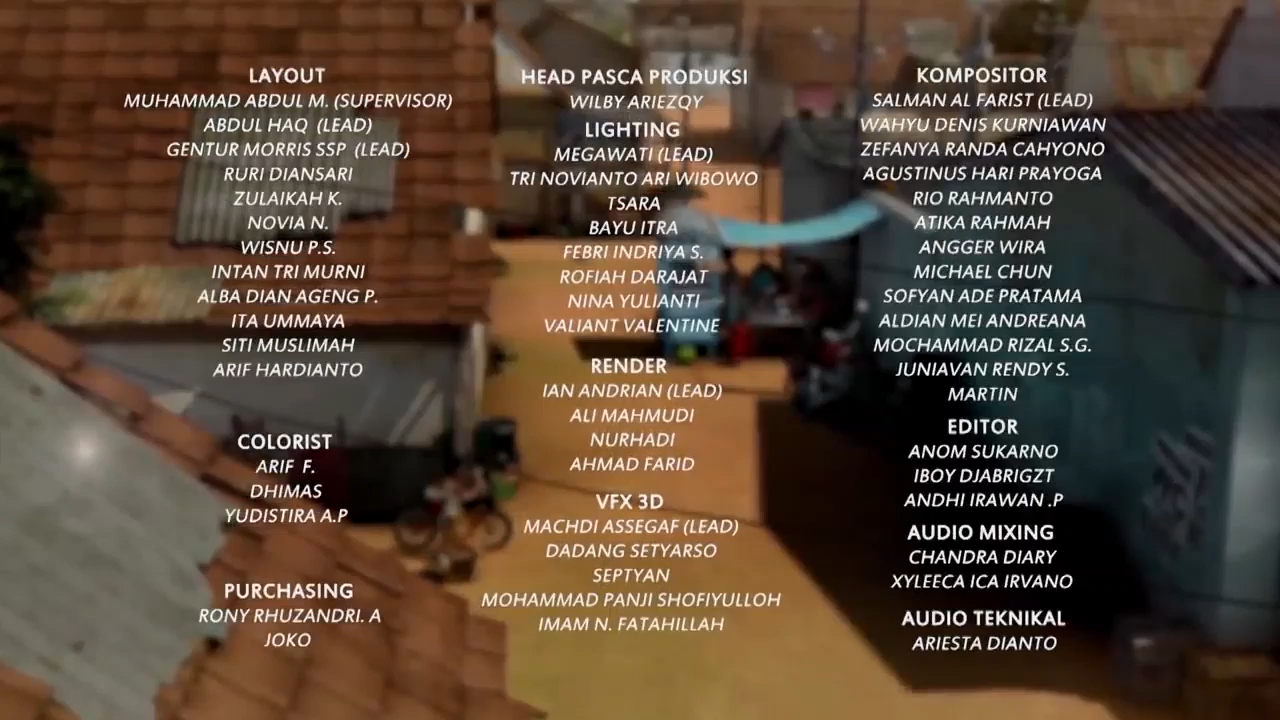 LAYOUT
MUHAMMAD ABDUL M. (SUPERVISOR)
ABDUL HAQ (LEAD)
GENTUR MORRIS SSP (LEAD)
RURI DIANSARI
ZULAIKAH K.
NOVIA N.
WISNU P.S.
INTAN TRI MURNI
ALBA DIAN AGENG P.
ITA UMMAYA
SITI MUSLIMAH
ARIF HARDIANTO
COLORIST
ARIF F.
DHIMAS
YUDISTIRA A.P
PURCHASING
RONY RHUZANDRI. A
JOKO
HEAD PASCA PRODUKSI
WILBY ARIEZQY
LIGHTING
MEGAWATI (LEAD)
TRI NOVIANTO ARI WIBOWO
TSARA
BAYU ITRA
FEBRI INDRIYA S.
ROFIAH DARAJAT
NINA YULIANTI
VALIANT VALENTINE
RENDER
IAN ANDRIAN (LEAD)
ALI MAHMUDI
NURHADI
AHMAD FARID
VFX 3D
MACHDI ASSEGAF (LEAD)
DADANG SETYARSO
SEPTYAN
MOHAMMAD PANJI SHOFIYULLOH
IMAM N. FATAHILLAH
KOMPOSITOR
SALMAN AL FARIST (LEAD)
WAHYU DENIS KURNIAWAN
ZEFANYA RANDA CAHYONO
AGUSTINUS HARI PRAYOGA
RIO RAHMANTO
ATIKA RAHMAH
ANGGER WIRA
MICHAEL CHUN
SOFYAN ADE PRATAMA
ALDIAN MEI ANDREANA
MOCHAMMAD RIZAL S.G.
JUNIAVAN RENDY S.
MARTIN
EDITOR
ANOM SUKARNO
IBOY DJABRIGZT
ANDHI IRAWAN .P
AUDIO MIXING
CHANDRA DIARY
XYLEECA ICA IRVANO
AUDIO TEKNIKAL
ARIESTA DIANTO